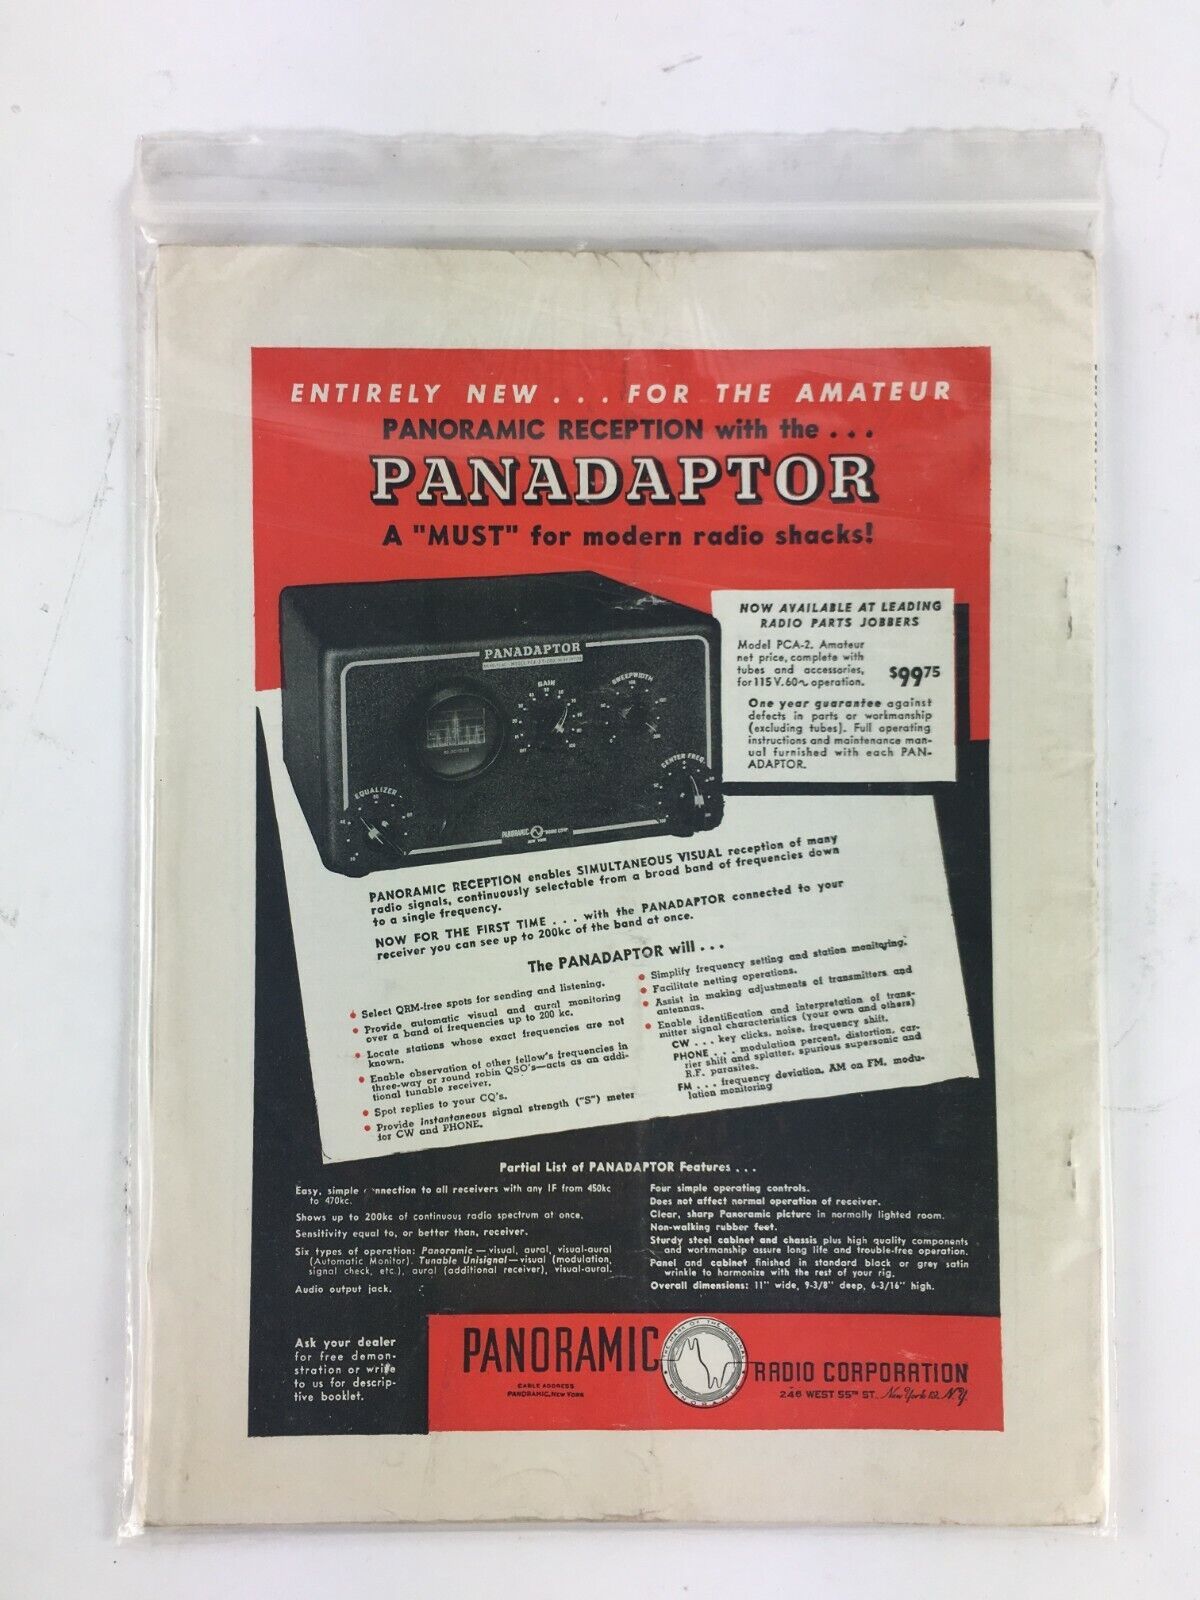 ENTIRELY NEW . . . FOR THE AMATEUR
PANORAMIC RECEPTION with the . . .
PANADAPTOR
A "MUST" for modern radio shacks!
NOW AVAILABLE AT LEADING
RADIO PARTS JOBBERS
Model PCA-2. Amateur
net price, complete with
tubes and accessories,
for 115 V. 60~ operation.
$99.75
One year guarantee against
defects in parts or workmanship
(excluding tubes). Full operating
instructions and maintenance man-
ual furnished with each PAN-
ADAPTOR.
PANADAPTOR
GAIN
SWEEPWIDTH
EQUALIZER
CENTER FREQ.
PANORAMIC RADIO CORP
NEW YORK
PANORAMIC RECEPTION enables SIMULTANEOUS VISUAL reception of many
radio signals, continuously selectable from a broad band of frequencies down
to a single frequency.
NOW FOR THE FIRST TIME . . . with the PANADAPTOR connected to your
receiver you can see up to 200kc of the band at once.
The PANADAPTOR will . . .
• Select QRM-free spots for sending and listening.
• Provide automatic visual and aural monitoring
over a band of frequencies up to 200 kc.
• Locate stations whose exact frequencies are not
known.
• Enable observation of other fellow's frequencies in
three-way or round robin QSO's—acts as an addi-
tional tunable receiver.
• Spot replies to your CQ's.
• Provide Instantaneous signal strength ("S") meter
for CW and PHONE.
• Simplify frequency setting and station monitoring.
• Facilitate netting operations.
• Assist in making adjustments of transmitters and
antennas.
• Enable identification and interpretation of trans-
mitter signal characteristics (your own and others)
CW . . . key clicks, noise, frequency shift.
PHONE . . . modulation percent, distortion, car-
rier shift and splatter, spurious supersonic and
R.F. parasites.
FM . . . frequency deviation, AM on FM, modu-
lation monitoring
Partial List of PANADAPTOR Features . . .
Easy, simple connection to all receivers with any IF from 450kc
to 470kc.
Shows up to 200kc of continuous radio spectrum at once.
Sensitivity equal to, or better than, receiver.
Six types of operation: Panoramic — visual, aural, visual-aural
(Automatic Monitor). Tunable Unisignal — visual (modulation,
signal check, etc.), aural (additional receiver), visual-aural.
Audio output jack.
Four simple operating controls.
Does not affect normal operation of receiver.
Clear, sharp Panoramic picture in normally lighted room.
Non-walking rubber feet.
Sturdy steel cabinet and chassis plus high quality components
and workmanship assure long life and trouble-free operation.
Panel and cabinet finished in standard black or grey satin
wrinkle to harmonize with the rest of your rig.
Overall dimensions: 11" wide, 9-3/8" deep, 6-3/16" high.
Ask your dealer
for free demon-
stration or write
to us for descrip-
tive booklet.
PANORAMIC
CABLE ADDRESS
PANORAMIC, NEW YORK
RADIO CORPORATION
246 WEST 55TH ST. New York 19, N.Y.